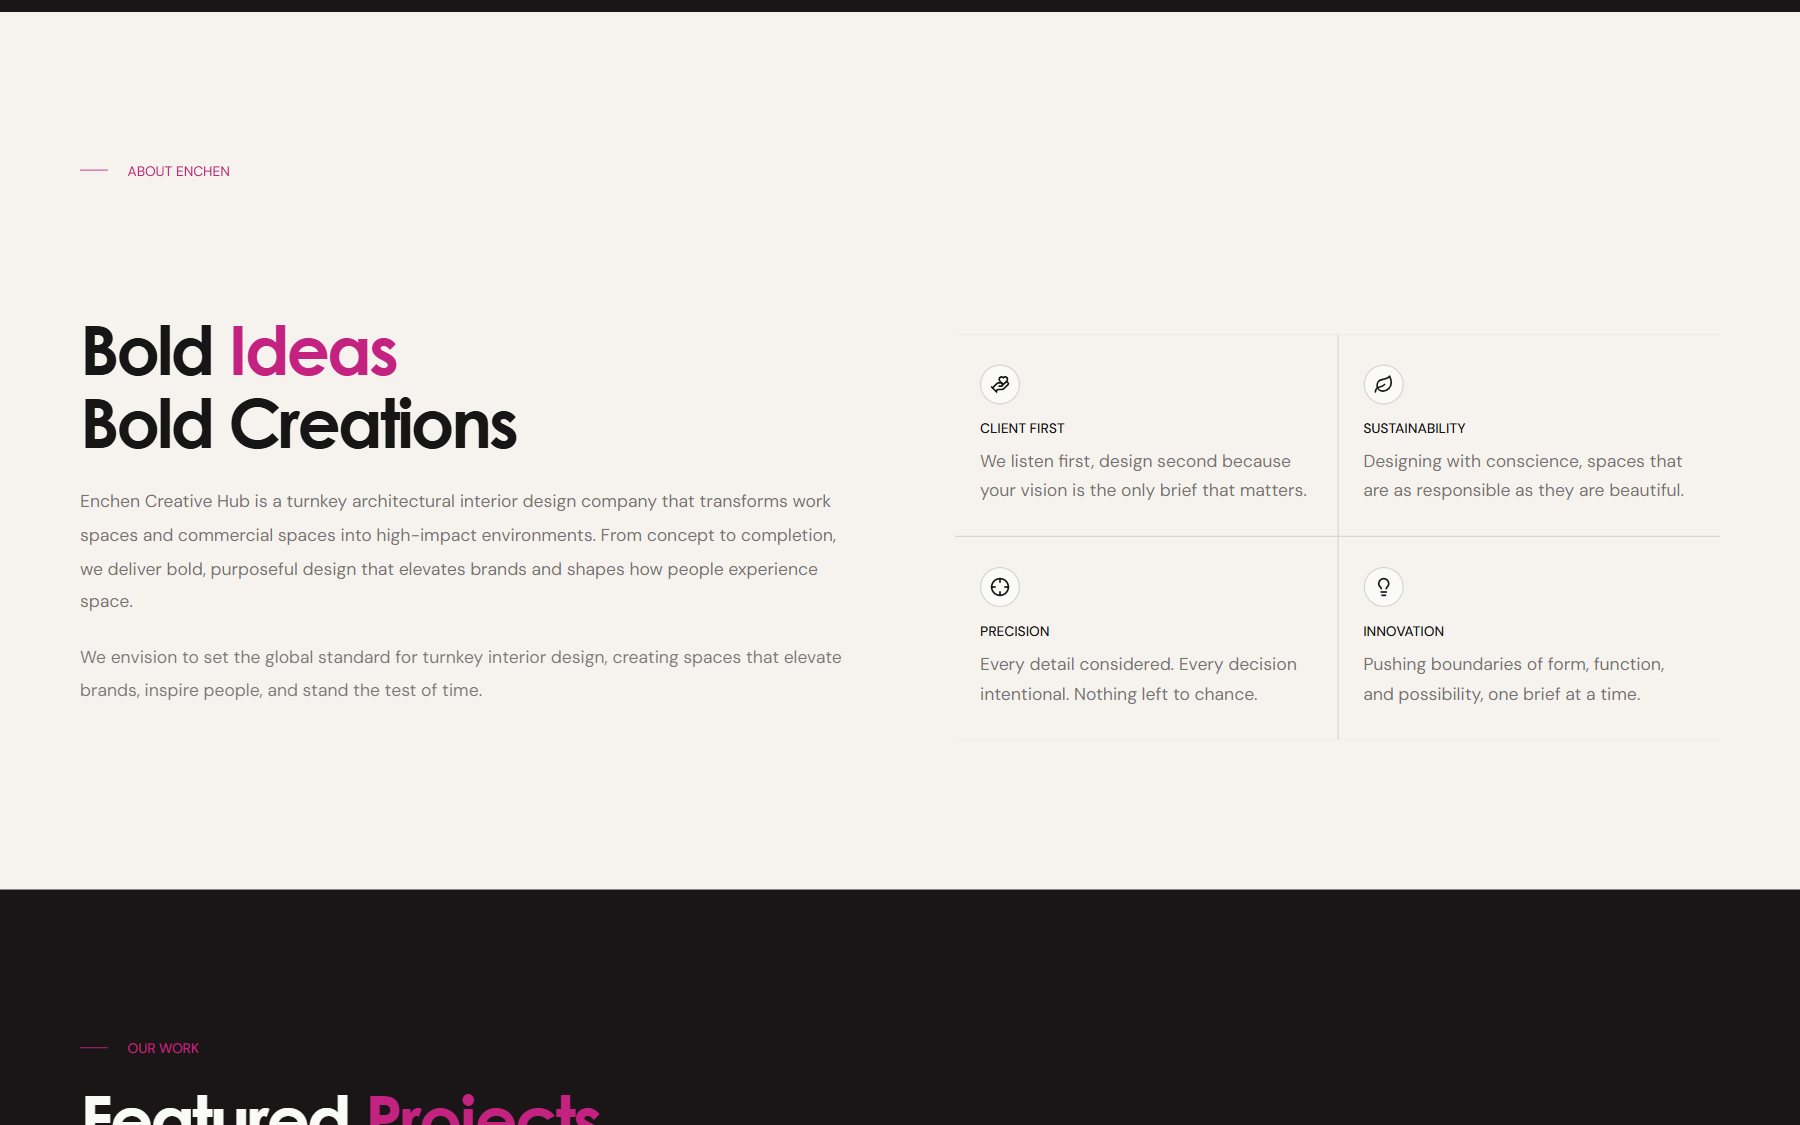 ABOUT ENCHEN
Bold Ideas
Bold Creations
Enchen Creative Hub is a turnkey architectural interior design company that transforms work
spaces and commercial spaces into high-impact environments. From concept to completion,
we deliver bold, purposeful design that elevates brands and shapes how people experience
space.
We envision to set the global standard for turnkey interior design, creating spaces that elevate
brands, inspire people, and stand the test of time.
CLIENT FIRST
We listen first, design second because
your vision is the only brief that matters.
SUSTAINABILITY
Designing with conscience, spaces that
are as responsible as they are beautiful.
PRECISION
Every detail considered. Every decision
intentional. Nothing left to chance.
INNOVATION
Pushing boundaries of form, function,
and possibility, one brief at a time.
OUR WORK
Featured Projects